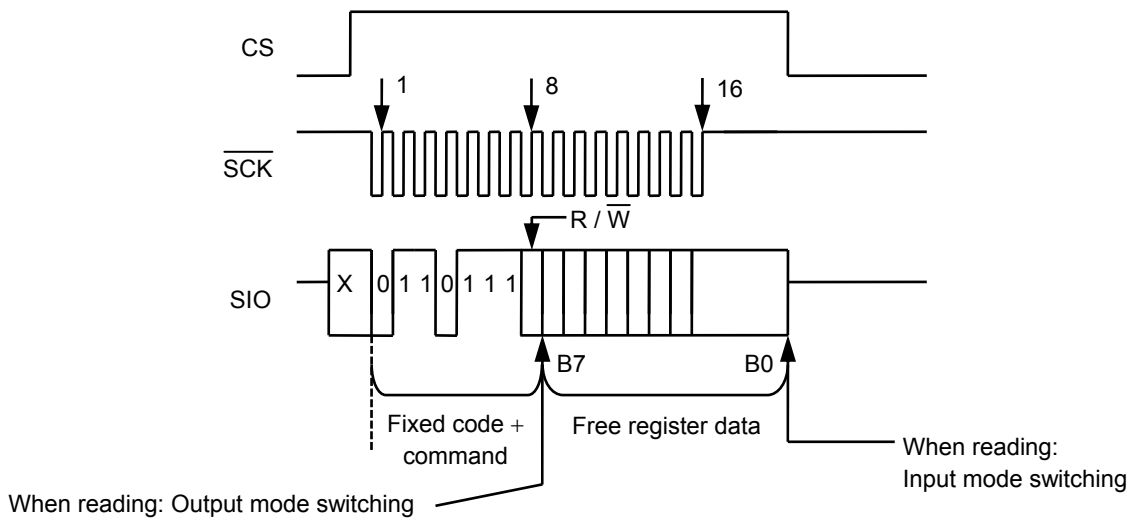 CS
1
8
16
SCK
R / W
X
0
1
1
0
1
1
1
SIO
B7
B0
Fixed code +
command
Free register data
When reading:
Input mode switching
When reading: Output mode switching